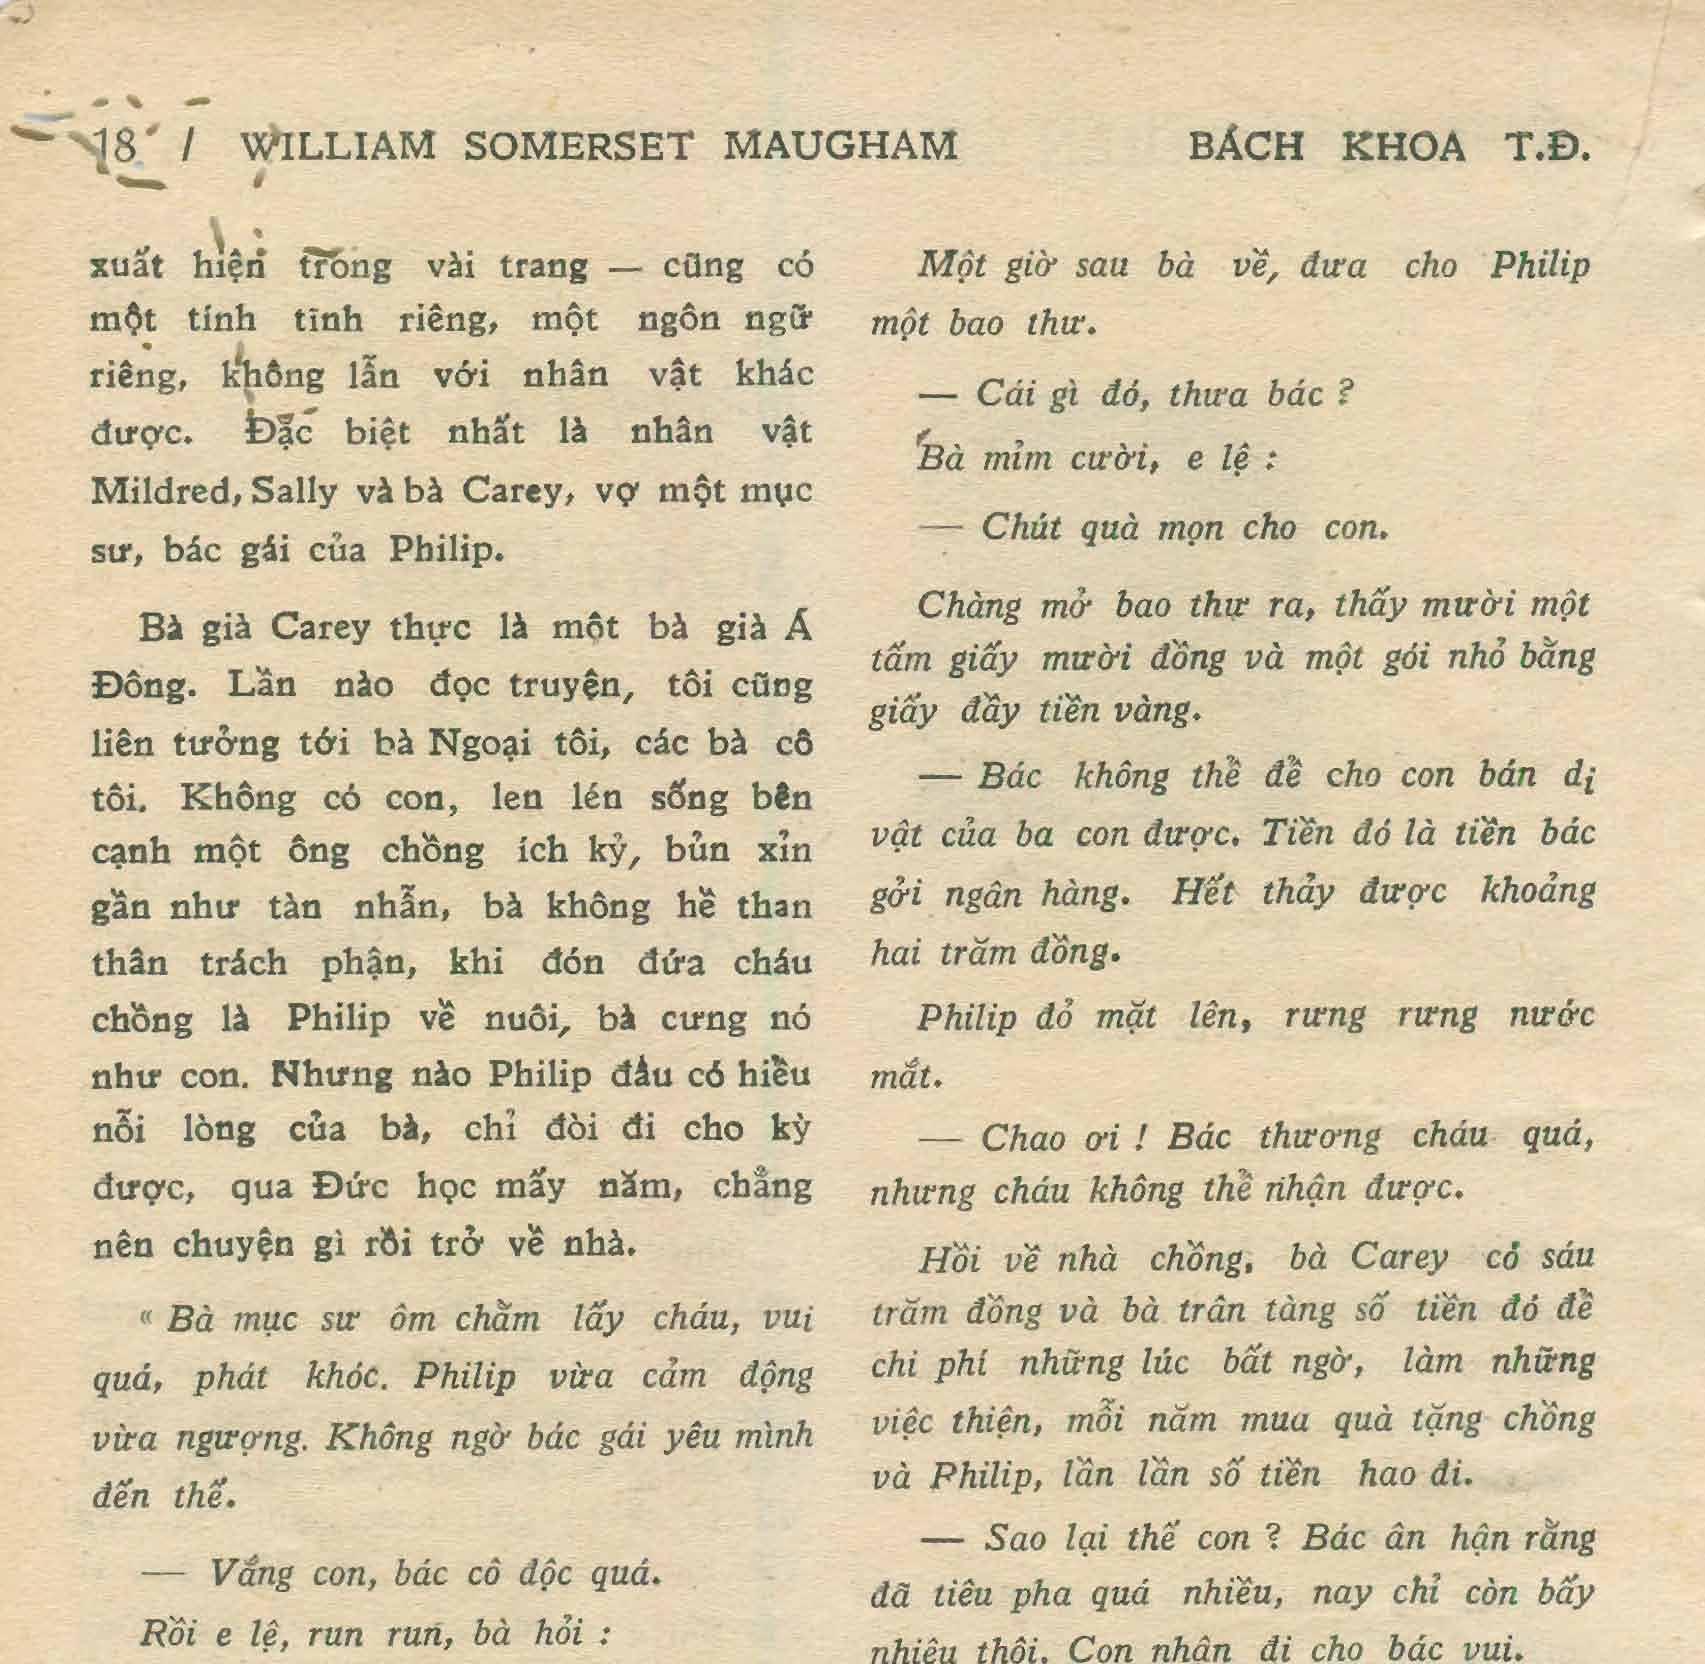 18 / WILLIAM SOMERSET MAUGHAM BÁCH KHOA T.Đ.
xuất hiện trong vài trang — cũng có
một tính tình riêng, một ngôn ngữ
riêng, không lẫn với nhân vật khác
được. Đặc biệt nhất là nhân vật
Mildred, Sally và bà Carey, vợ một mục
sư, bác gái của Philip.
Bà già Carey thực là một bà già Á
Đông. Lần nào đọc truyện, tôi cũng
liên tưởng tới bà Ngoại tôi, các bà cô
tôi. Không có con, len lén sống bên
cạnh một ông chồng ích kỷ, bủn xỉn
gần như tàn nhẫn, bà không hề than
thân trách phận, khi đón đứa cháu
chồng là Philip về nuôi, bà cưng nó
như con. Nhưng nào Philip đâu có hiểu
nỗi lòng của bà, chỉ đòi đi cho kỳ
được, qua Đức học mấy năm, chẳng
nên chuyện gì rồi trở về nhà.
« Bà mục sư ôm chằm lấy cháu, vui
quá, phát khóc. Philip vừa cảm động
vừa ngượng. Không ngờ bác gái yêu mình
đến thế.
— Vắng con, bác cô độc quá.
Rồi e lệ, run run, bà hỏi :
Một giờ sau bà về, đưa cho Philip
một bao thư.
— Cái gì đó, thưa bác ?
Bà mỉm cười, e lệ :
— Chút quà mọn cho con.
Chàng mở bao thư ra, thấy mười một
tấm giấy mười đồng và một gói nhỏ bằng
giấy đầy tiền vàng.
— Bác không thể để cho con bán dị
vật của ba con được. Tiền đó là tiền bác
gởi ngân hàng. Hết thảy được khoảng
hai trăm đồng.
Philip đỏ mặt lên, rưng rưng nước
mắt.
— Chao ơi ! Bác thương cháu quá,
nhưng cháu không thể nhận được.
Hồi về nhà chồng, bà Carey có sáu
trăm đồng và bà trân tàng số tiền đó để
chi phí những lúc bất ngờ, làm những
việc thiện, mỗi năm mua quà tặng chồng
và Philip, lần lần số tiền hao đi.
— Sao lại thế con ? Bác ân hận rằng
đã tiêu pha quá nhiều, nay chỉ còn bấy
nhiêu thôi. Con nhận đi cho bác vui.